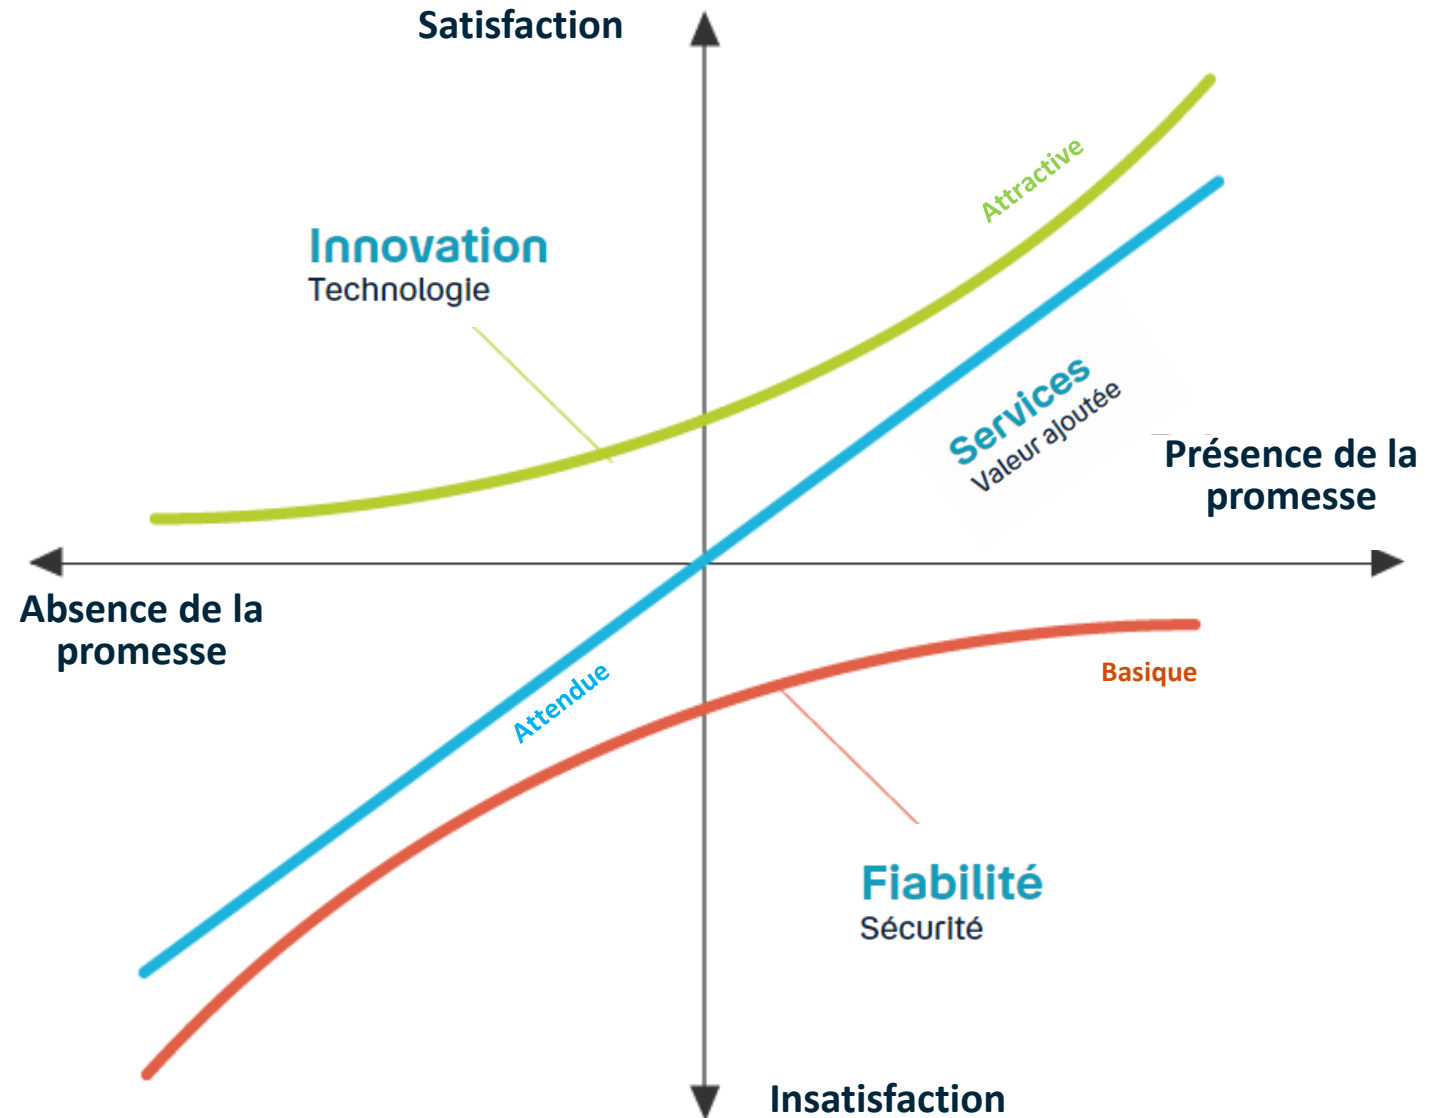 Satisfaction
Attractive
Innovation
Technologie
Services
Valeur ajoutée
Présence de la
promesse
Absence de la
promesse
Attendue
Basique
Fiabilité
Sécurité
Insatisfaction